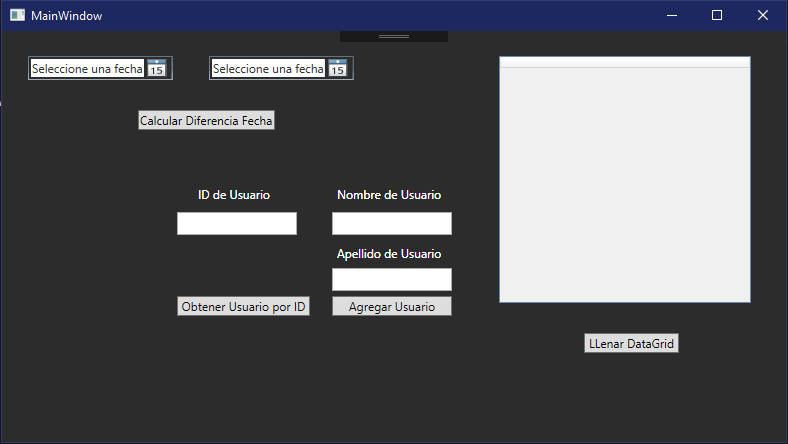 MainWindow
Seleccione una fecha 15
Seleccione una fecha 15
Calcular Diferencia Fecha
ID de Usuario
Nombre de Usuario
Apellido de Usuario
Obtener Usuario por ID
Agregar Usuario
LLenar DataGrid